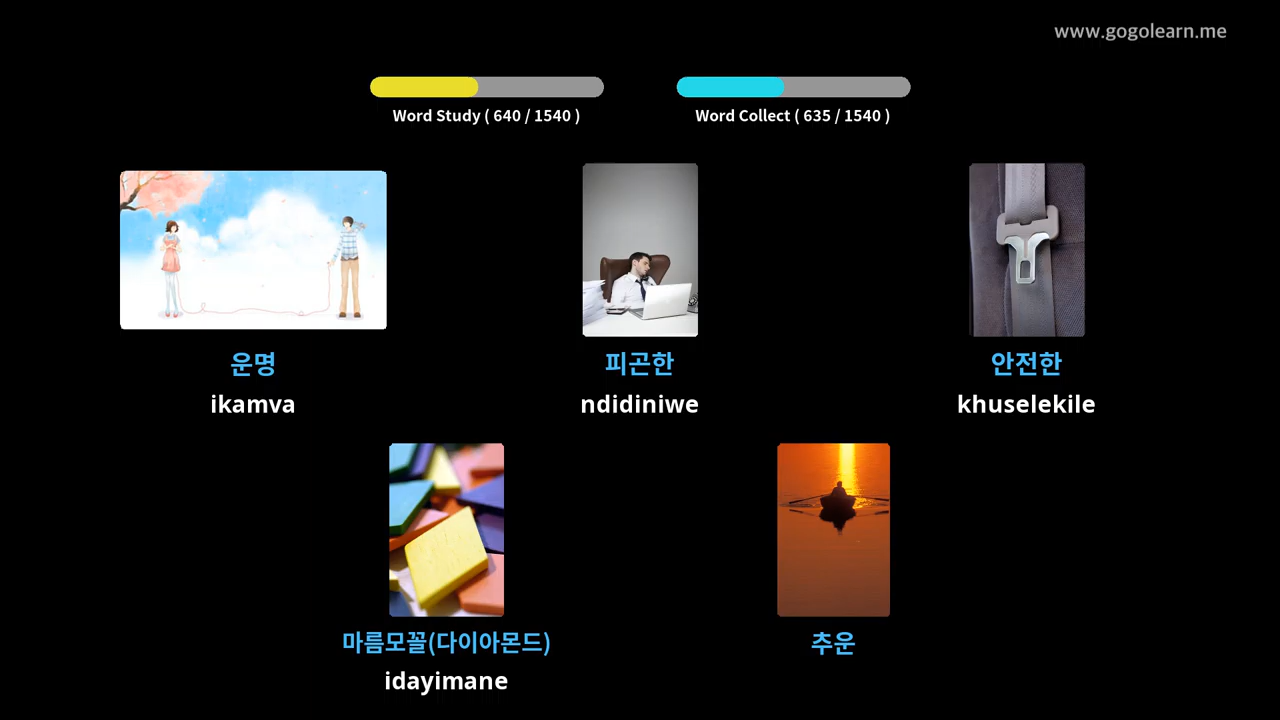 www.gogolearn.me
Word Study ( 640 / 1540 )
Word Collect ( 635 / 1540 )
운명
ikamva
피곤한
ndidiniwe
안전한
khuselekile
마름모꼴(다이아몬드)
idayimane
추운